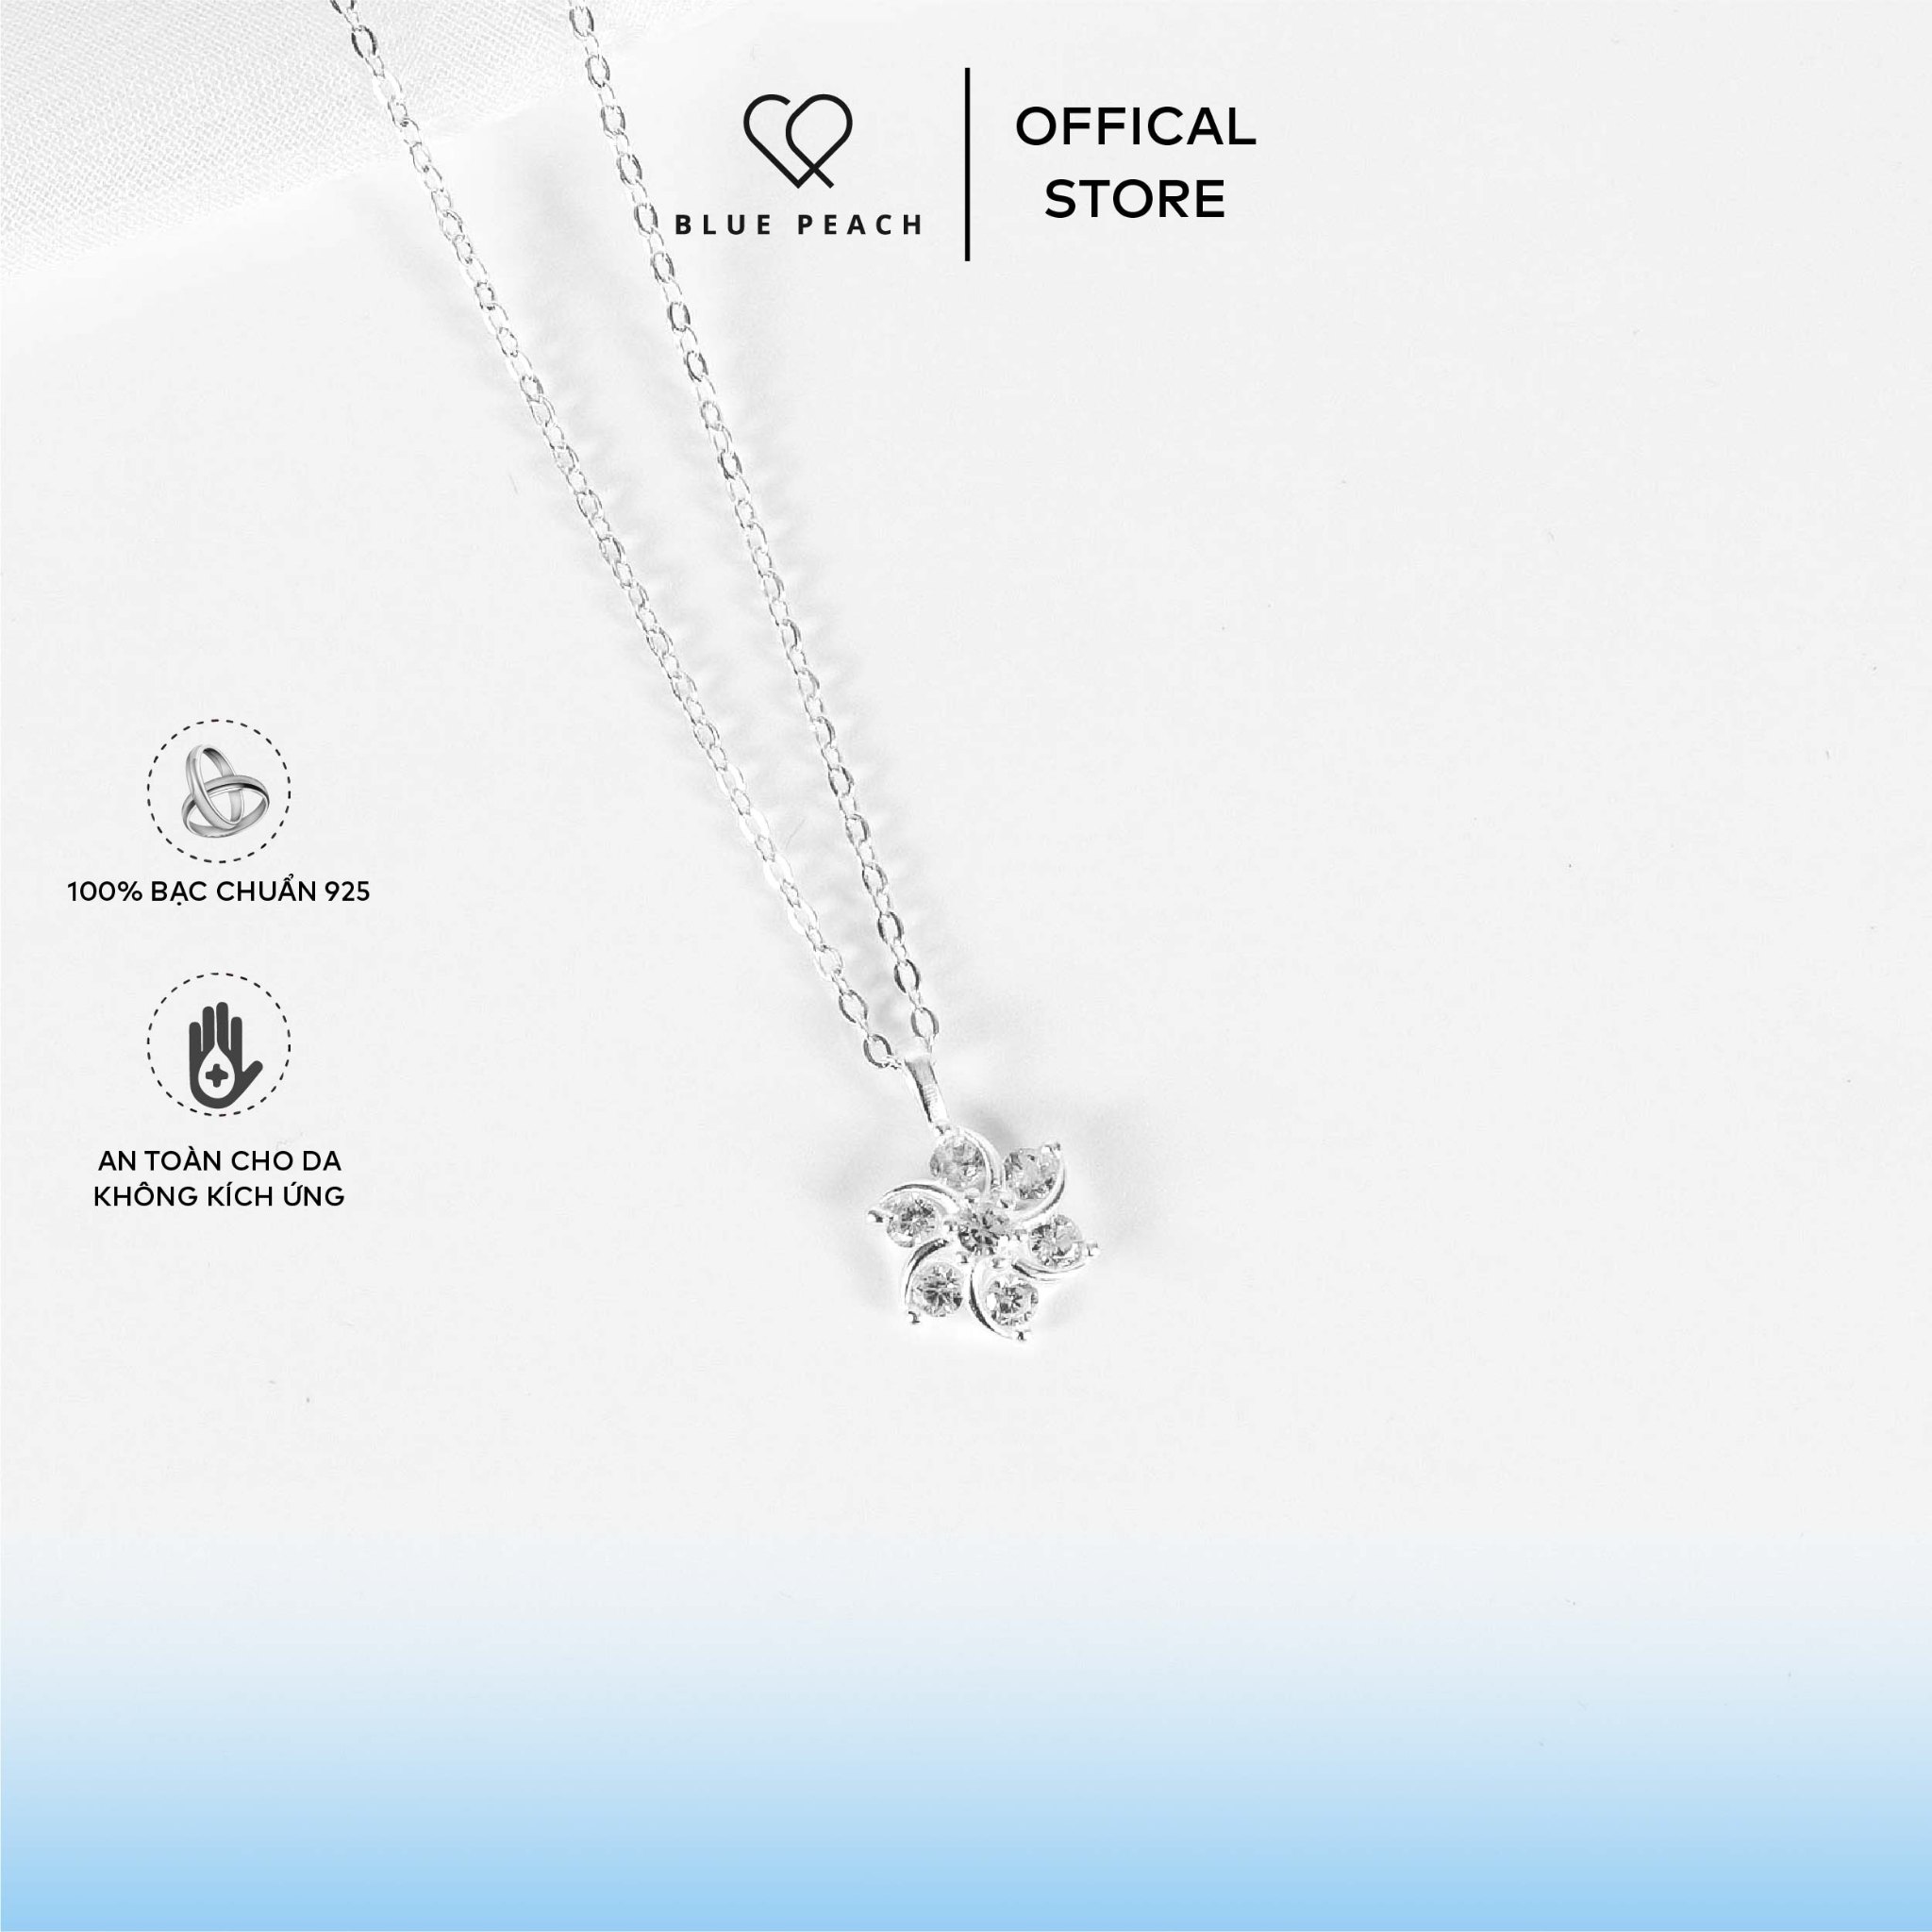 BLUE PEACH
OFFICAL
STORE
100% BẠC CHUẨN 925
AN TOÀN CHO DA
KHÔNG KÍCH ỨNG